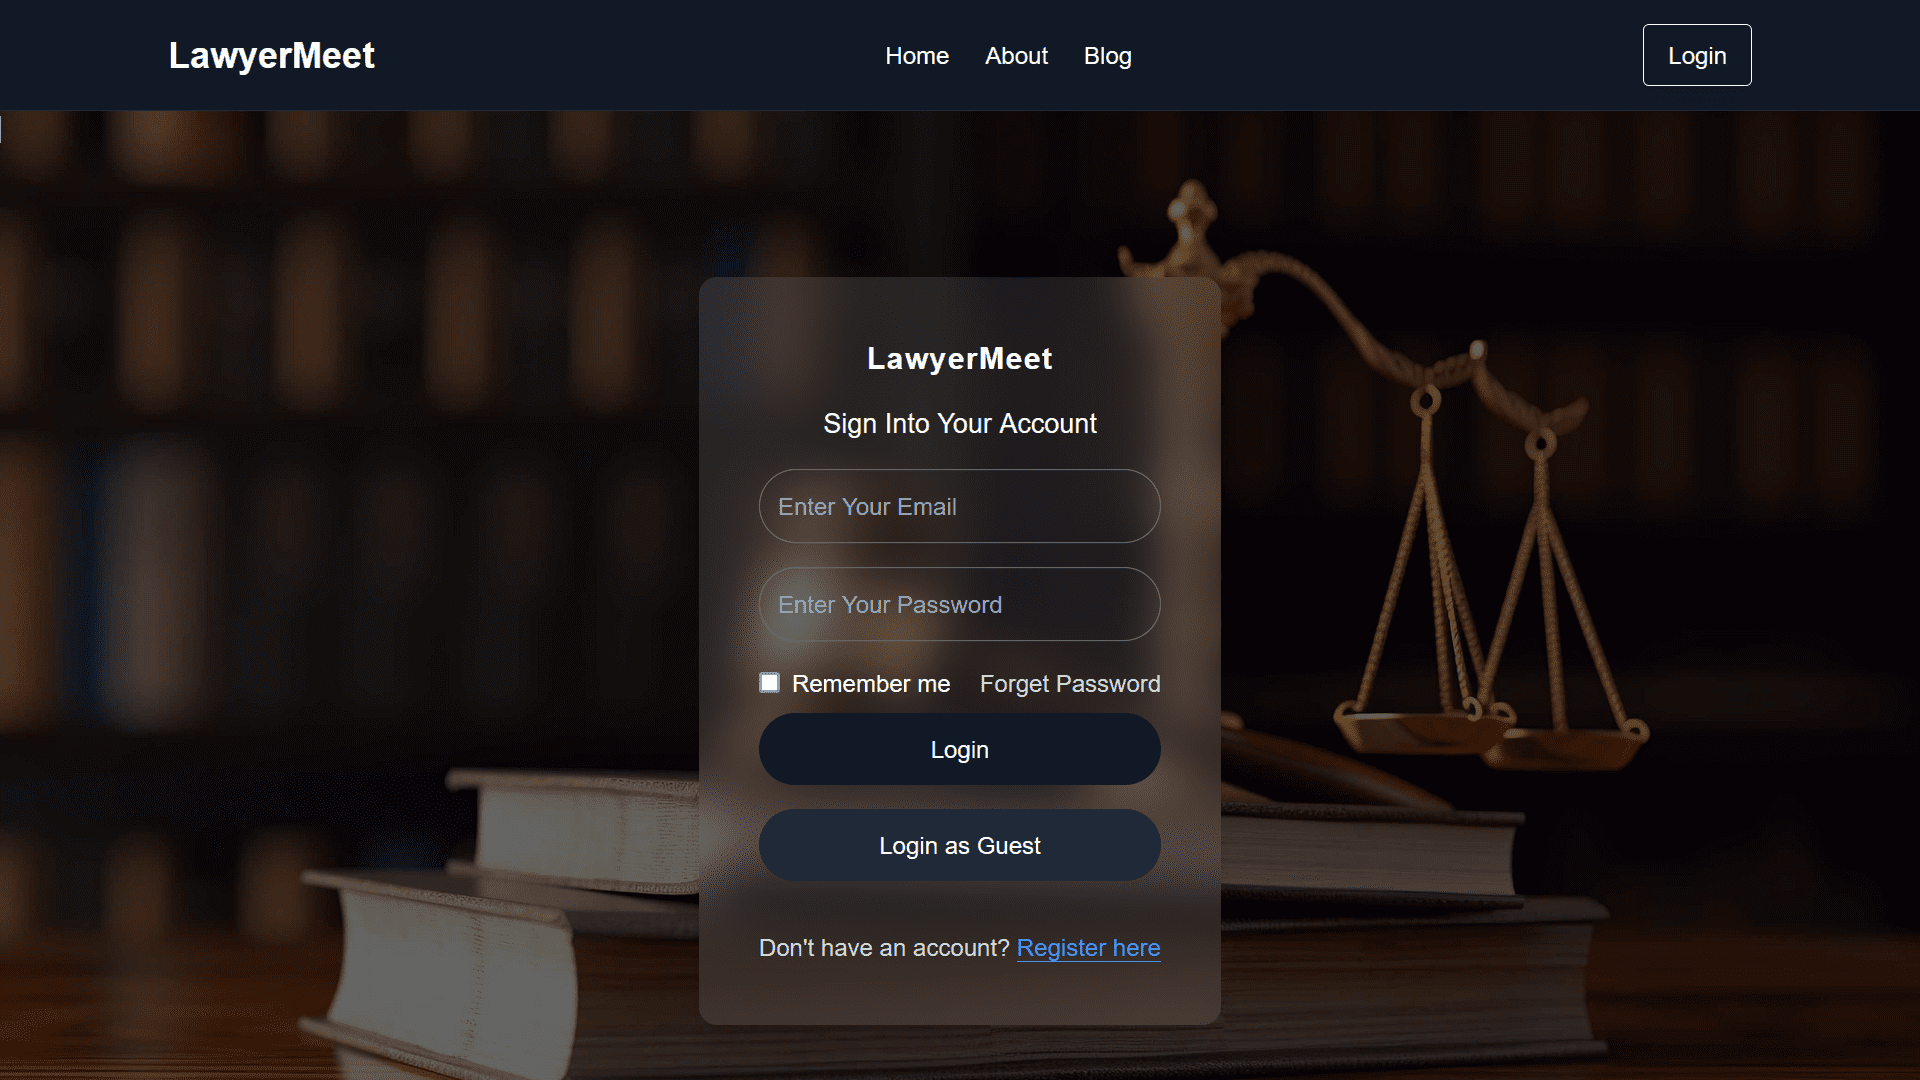 LawyerMeet
Home About Blog
Login
LawyerMeet
Sign Into Your Account
Enter Your Email
Enter Your Password
Remember me Forget Password
Login
Login as Guest
Don't have an account? Register here